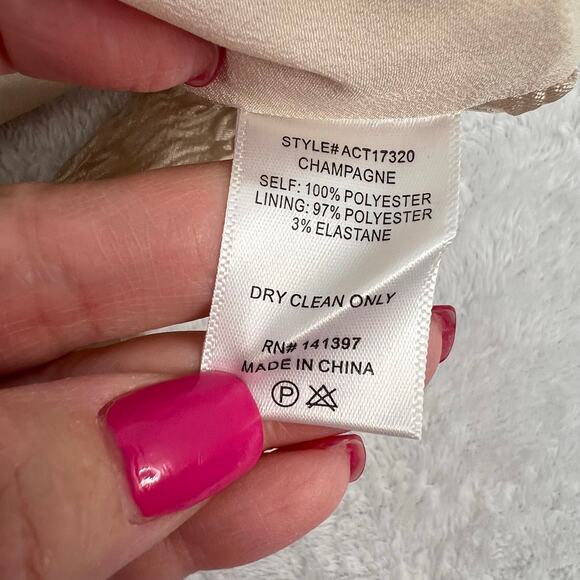 STYLE#ACT17320
CHAMPAGNE
SELF: 100% POLYESTER
LINING: 97% POLYESTER
3% ELASTANE
DRY CLEAN ONLY
RN# 141397
MADE IN CHINA
P